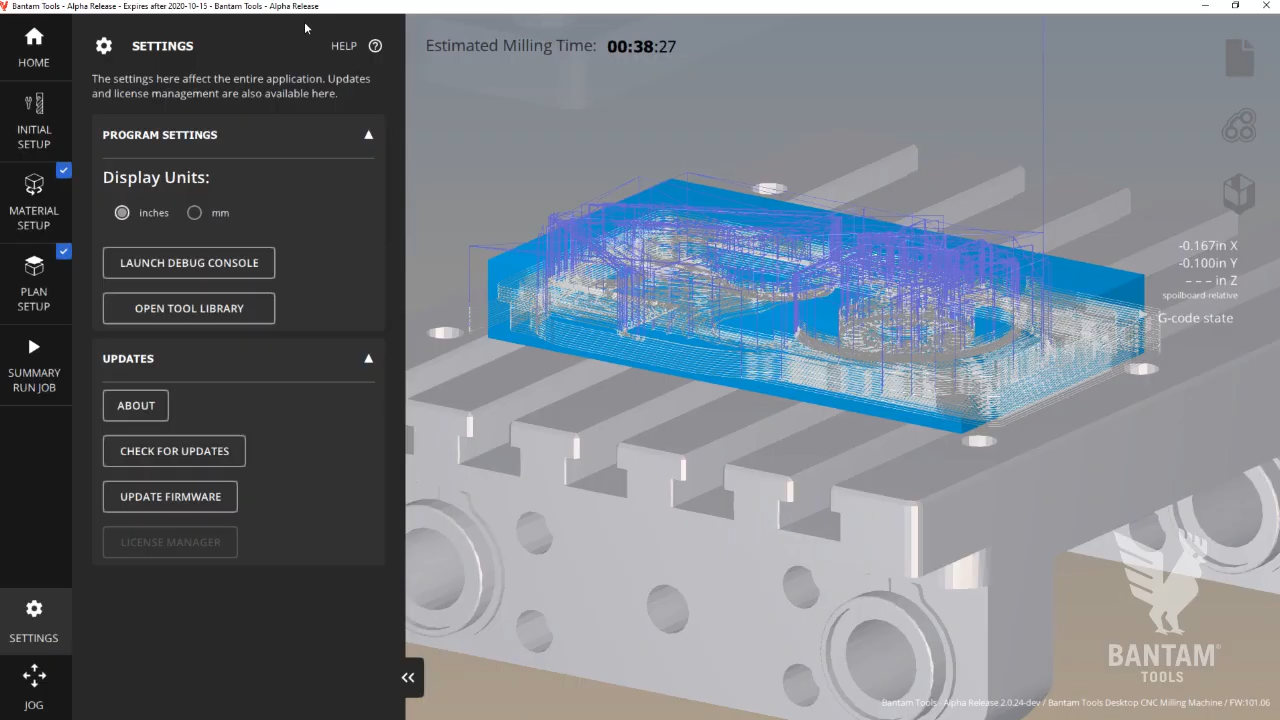 Bantam Tools - Alpha Release - Expires after 2020-10-15 - Bantam Tools - Alpha Release
HOME
INITIAL
SETUP
MATERIAL
SETUP
PLAN
SETUP
SUMMARY
RUN JOB
SETTINGS
JOG
SETTINGS
HELP
The settings here affect the entire application. Updates
and license management are also available here.
PROGRAM SETTINGS
Display Units:
inches
mm
LAUNCH DEBUG CONSOLE
OPEN TOOL LIBRARY
UPDATES
ABOUT
CHECK FOR UPDATES
UPDATE FIRMWARE
LICENSE MANAGER
Estimated Milling Time: 00:38:27
-0.167in X
-0.100in Y
– – – in Z
spoilboard-relative
G-code state
BANTAM®
TOOLS
Bantam Tools - Alpha Release 2.0.24-dev / Bantam Tools Desktop CNC Milling Machine / FW:101.06